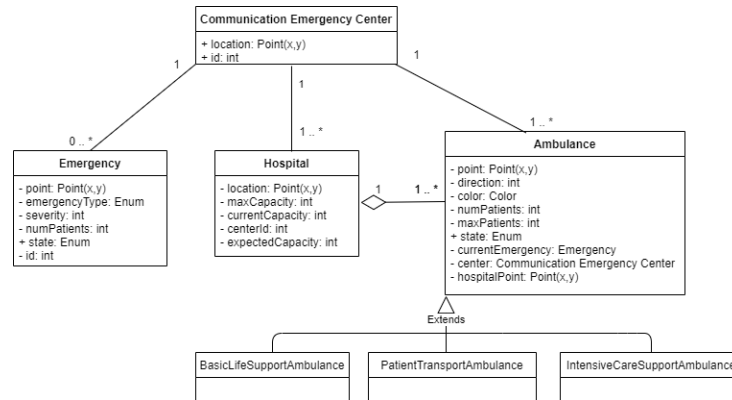 Communication Emergency Center
+ location: Point(x,y)
+ id: int
1
1
1
0 .. *
1 .. *
1 .. *
Emergency
- point: Point(x,y)
- emergencyType: Enum
- severity: int
- numPatients: int
+ state: Enum
- id: int
Hospital
- location: Point(x,y)
- maxCapacity: int
- currentCapacity: int
- centerId: int
- expectedCapacity: int
1
1 .. *
Ambulance
- point: Point(x,y)
- direction: int
- color: Color
- numPatients: int
- maxPatients: int
+ state: Enum
- currentEmergency: Emergency
- center: Communication Emergency Center
- hospitalPoint: Point(x,y)
Extends
BasicLifeSupportAmbulance
PatientTransportAmbulance
IntensiveCareSupportAmbulance